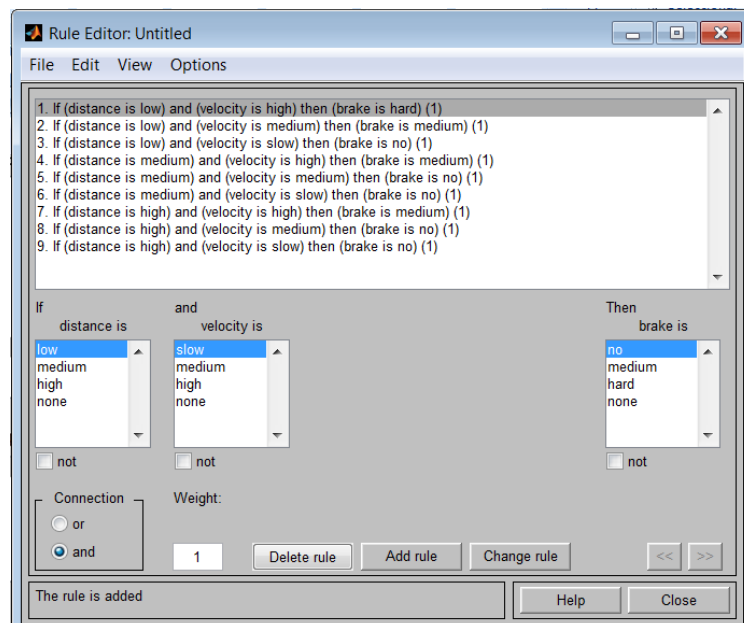 Rule Editor: Untitled
File Edit View Options
1. If (distance is low) and (velocity is high) then (brake is hard) (1)
2. If (distance is low) and (velocity is medium) then (brake is medium) (1)
3. If (distance is low) and (velocity is slow) then (brake is no) (1)
4. If (distance is medium) and (velocity is high) then (brake is medium) (1)
5. If (distance is medium) and (velocity is medium) then (brake is no) (1)
6. If (distance is medium) and (velocity is slow) then (brake is no) (1)
7. If (distance is high) and (velocity is high) then (brake is medium) (1)
8. If (distance is high) and (velocity is medium) then (brake is no) (1)
9. If (distance is high) and (velocity is slow) then (brake is no) (1)
If and Then
distance is velocity is brake is
low slow no
medium medium medium
high high hard
none none none
not not not
Connection Weight:
or
and 1 Delete rule Add rule Change rule << >>
The rule is added Help Close